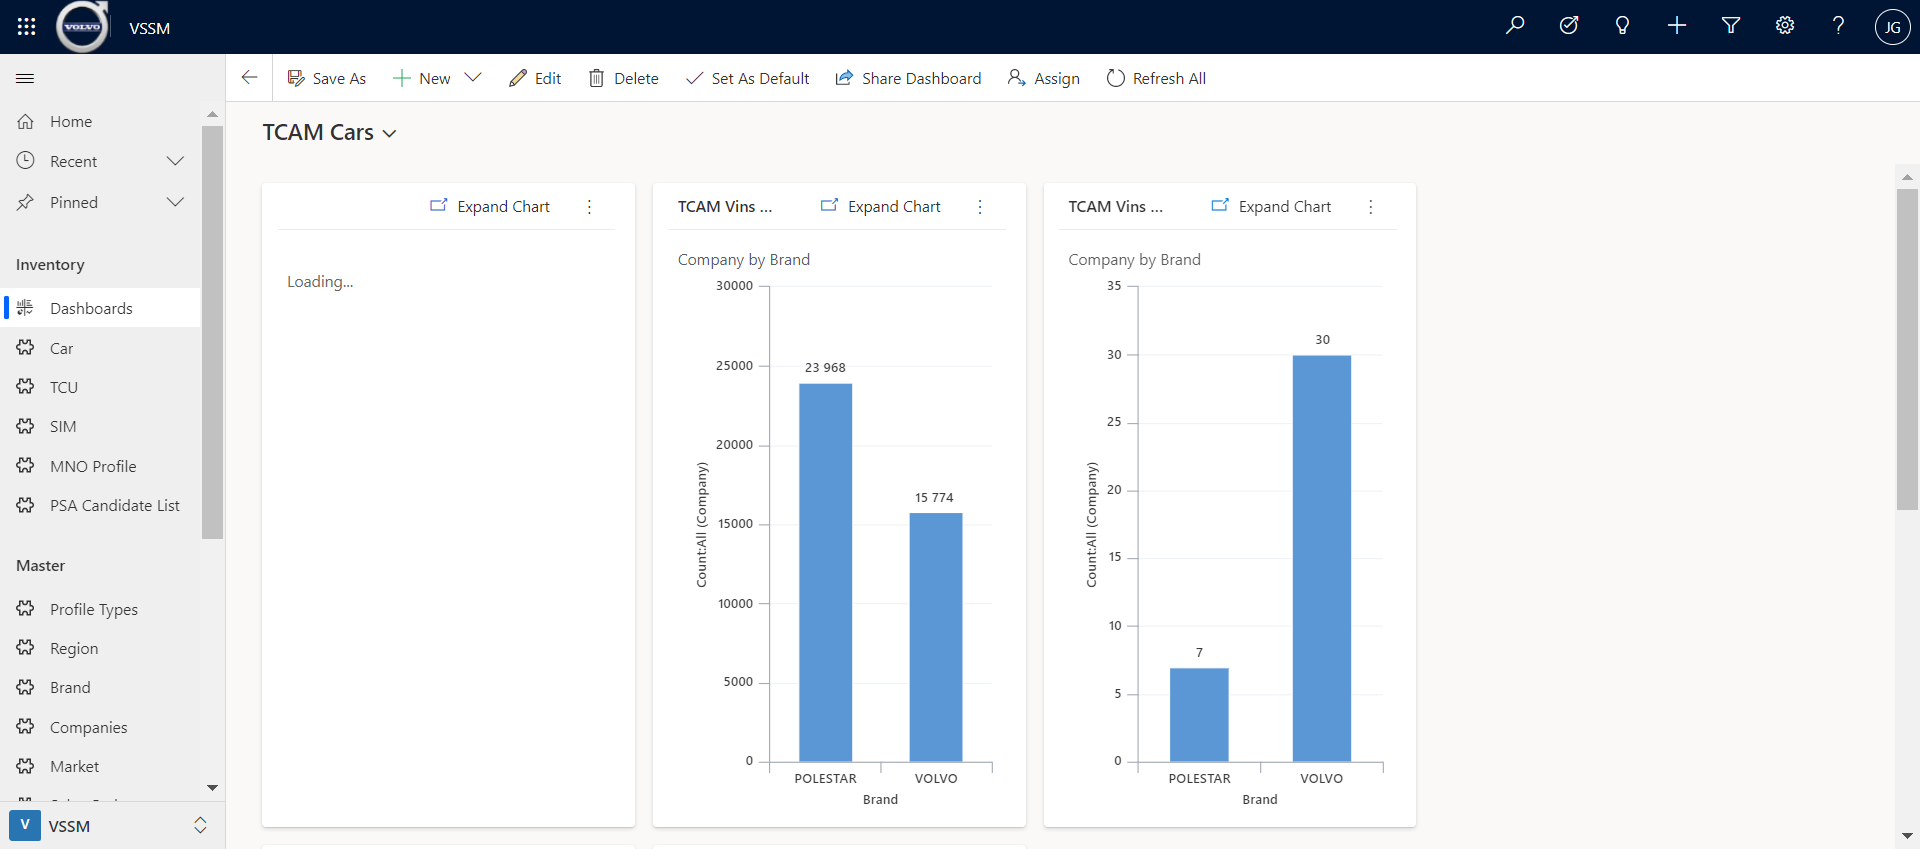 VOLVO
VSSM
JG
Save As
New
Edit
Delete
Set As Default
Share Dashboard
Assign
Refresh All
Home
Recent
Pinned
Inventory
Dashboards
Car
TCU
SIM
MNO Profile
PSA Candidate List
Master
Profile Types
Region
Brand
Companies
Market
V
VSSM
TCAM Cars
Expand Chart
Loading...
TCAM Vins ...
Expand Chart
Company by Brand
30000
25000
20000
15000
10000
5000
0
Count:All (Company)
23 968
15 774
POLESTAR
VOLVO
Brand
TCAM Vins ...
Expand Chart
Company by Brand
35
30
25
20
15
10
5
0
Count:All (Company)
7
30
POLESTAR
VOLVO
Brand